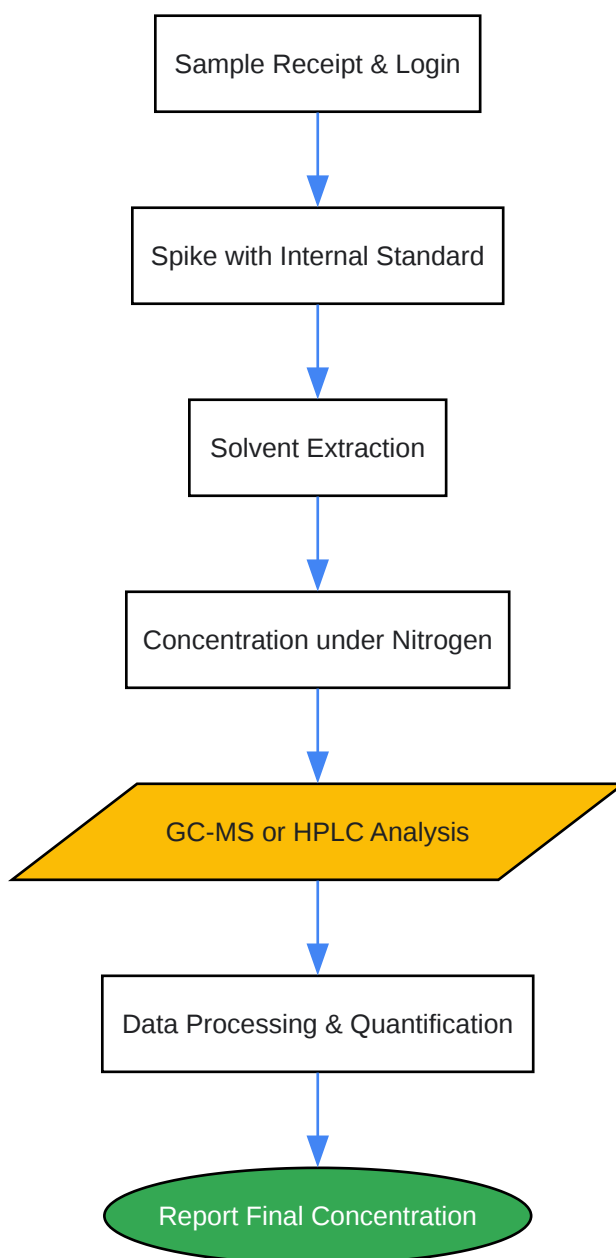 Sample Receipt & Login
Spike with Internal Standard
Solvent Extraction
Concentration under Nitrogen
GC-MS or HPLC Analysis
Data Processing & Quantification
Report Final Concentration